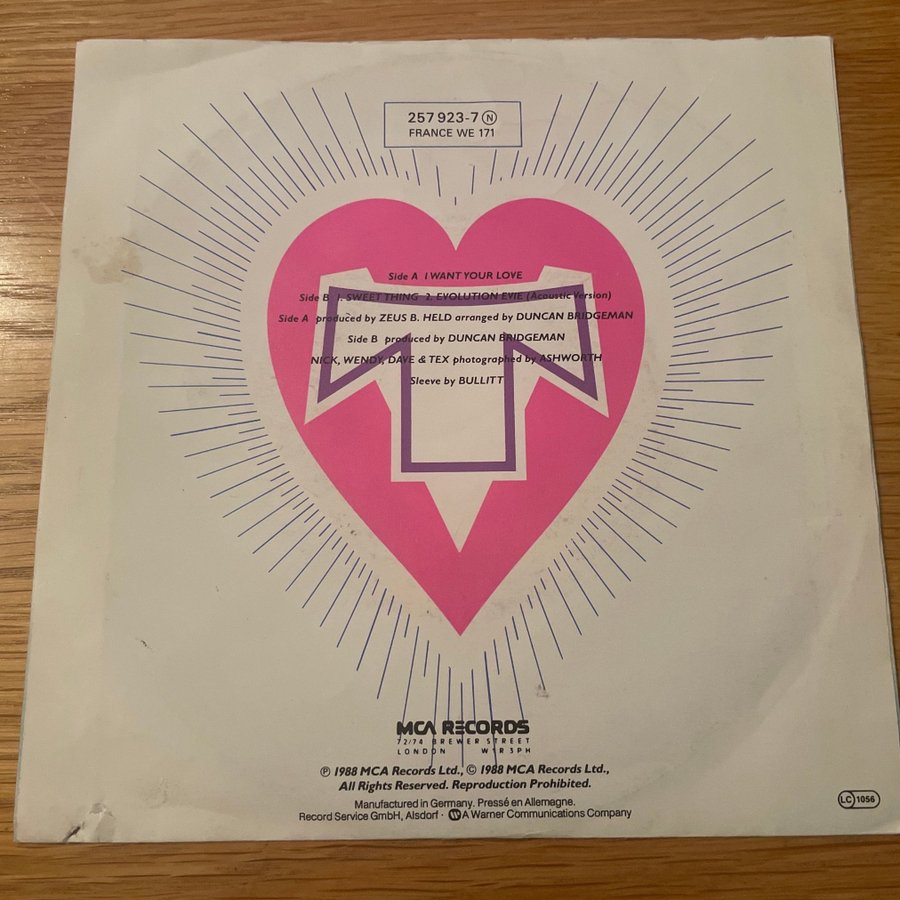 257 923-7 Ⓝ
FRANCE WE 171
Side A I WANT YOUR LOVE
Side B 1. SWEET THING 2. EVOLUTION EVIE (Acoustic Version)
Side A produced by ZEUS B. HELD arranged by DUNCAN BRIDGEMAN
Side B produced by DUNCAN BRIDGEMAN
NICK, WENDY, DAVE & TEX photographed by ASHWORTH
Sleeve by BULLITT
MCA RECORDS
72/74 BREWER STREET
LONDON W1R 3PH
℗ 1988 MCA Records Ltd., © 1988 MCA Records Ltd.,
All Rights Reserved. Reproduction Prohibited.
Manufactured in Germany. Pressé en Allemagne.
Record Service GmbH, Alsdorf · A Warner Communications Company
LC 1056